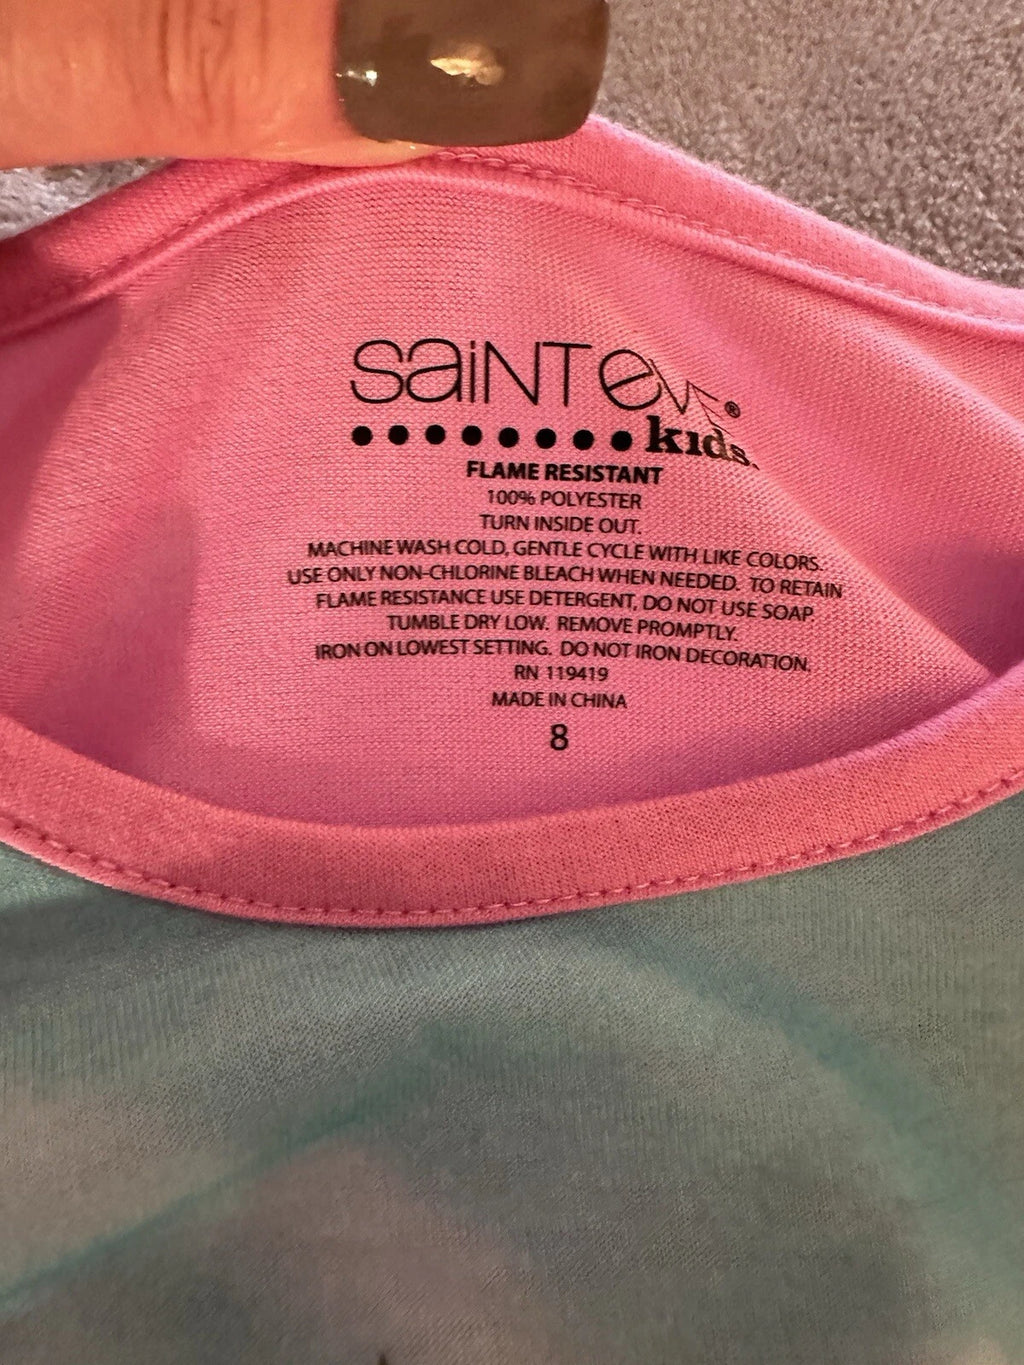 SaiNT eVE®
kids.
FLAME RESISTANT
100% POLYESTER
TURN INSIDE OUT.
MACHINE WASH COLD, GENTLE CYCLE WITH LIKE COLORS.
USE ONLY NON-CHLORINE BLEACH WHEN NEEDED. TO RETAIN
FLAME RESISTANCE USE DETERGENT, DO NOT USE SOAP.
TUMBLE DRY LOW. REMOVE PROMPTLY.
IRON ON LOWEST SETTING. DO NOT IRON DECORATION.
RN 119419
MADE IN CHINA
8